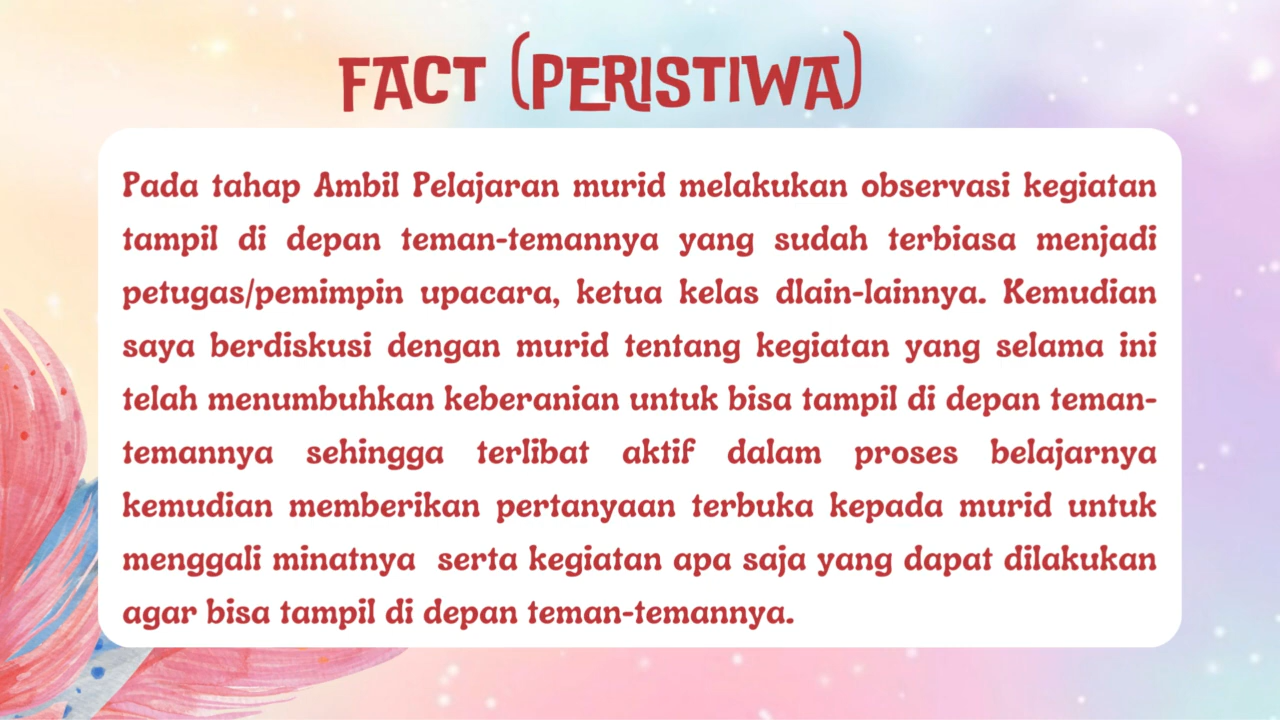 FACT (PERISTIWA)
Pada tahap Ambil Pelajaran murid melakukan observasi kegiatan
tampil di depan teman-temannya yang sudah terbiasa menjadi
petugas/pemimpin upacara, ketua kelas dlain-lainnya. Kemudian
saya berdiskusi dengan murid tentang kegiatan yang selama ini
telah menumbuhkan keberanian untuk bisa tampil di depan teman-
temannya sehingga terlibat aktif dalam proses belajarnya
kemudian memberikan pertanyaan terbuka kepada murid untuk
menggali minatnya serta kegiatan apa saja yang dapat dilakukan
agar bisa tampil di depan teman-temannya.